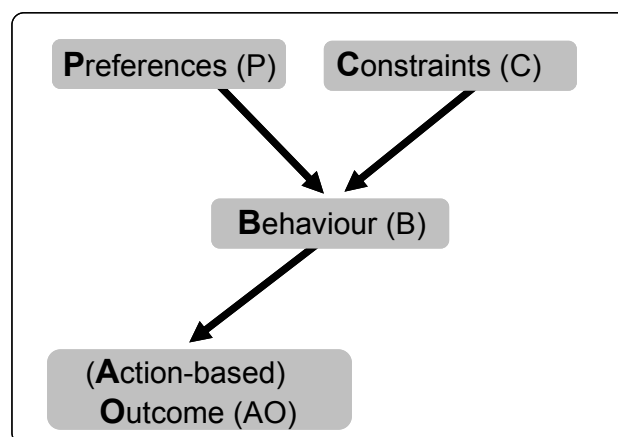 Preferences (P)
Constraints (C)
Behaviour (B)
(Action-based)
Outcome (AO)